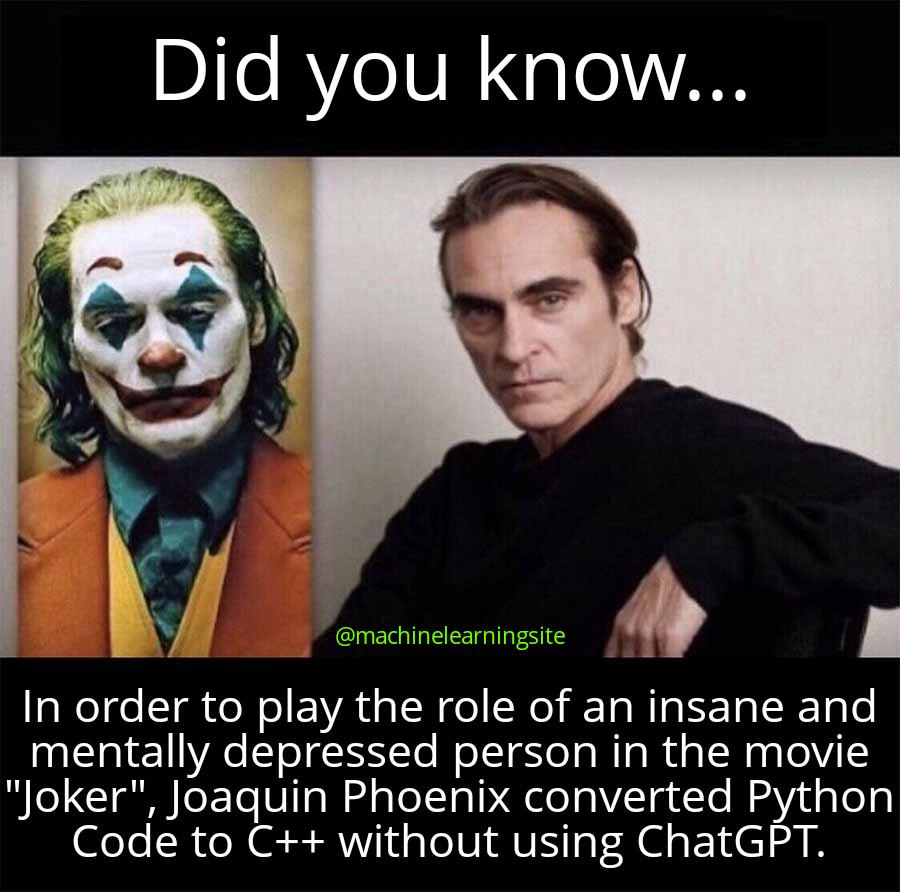 Did you know...
@machinelearningsite
In order to play the role of an insane and
mentally depressed person in the movie
"Joker", Joaquin Phoenix converted Python
Code to C++ without using ChatGPT.